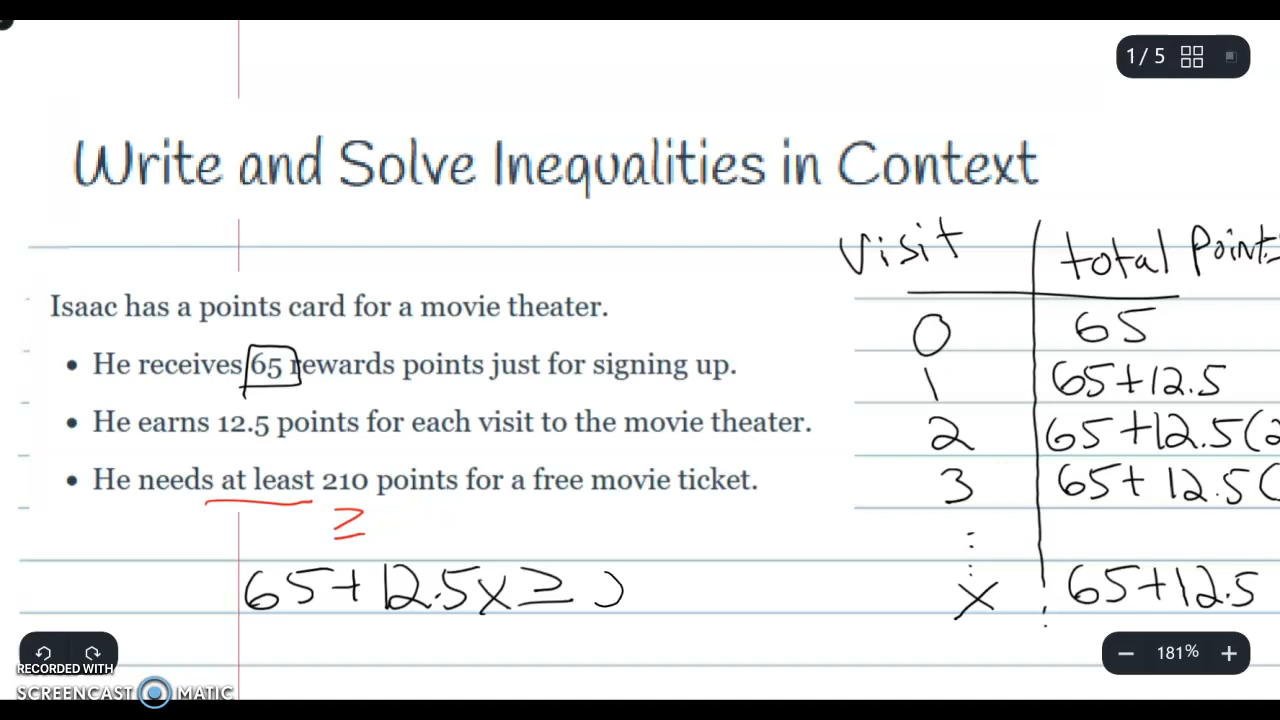 1 / 5
Write and Solve Inequalities in Context
Visit total Point
Isaac has a points card for a movie theater.
0 65
• He receives 65 rewards points just for signing up.
1 65+12.5
• He earns 12.5 points for each visit to the movie theater.
2 65+12.5(2
• He needs at least 210 points for a free movie ticket.
3 65+12.5(
≥
65+12.5x≥
x 65+12.5
RECORDED WITH
SCREENCAST MATIC
181%